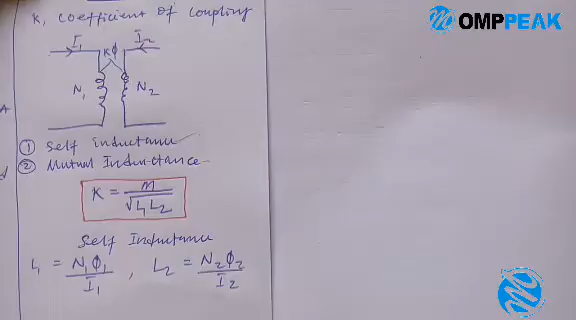 K, coefficient of coupling
OMPPEAK
I₁ KΦ I₂
N₁ N₂
① Self inductance
② Mutual Inductance
K = m/√L₁L₂
Self Inductance
L₁ = N₁Φ₁/I₁ , L₂ = N₂Φ₂/I₂